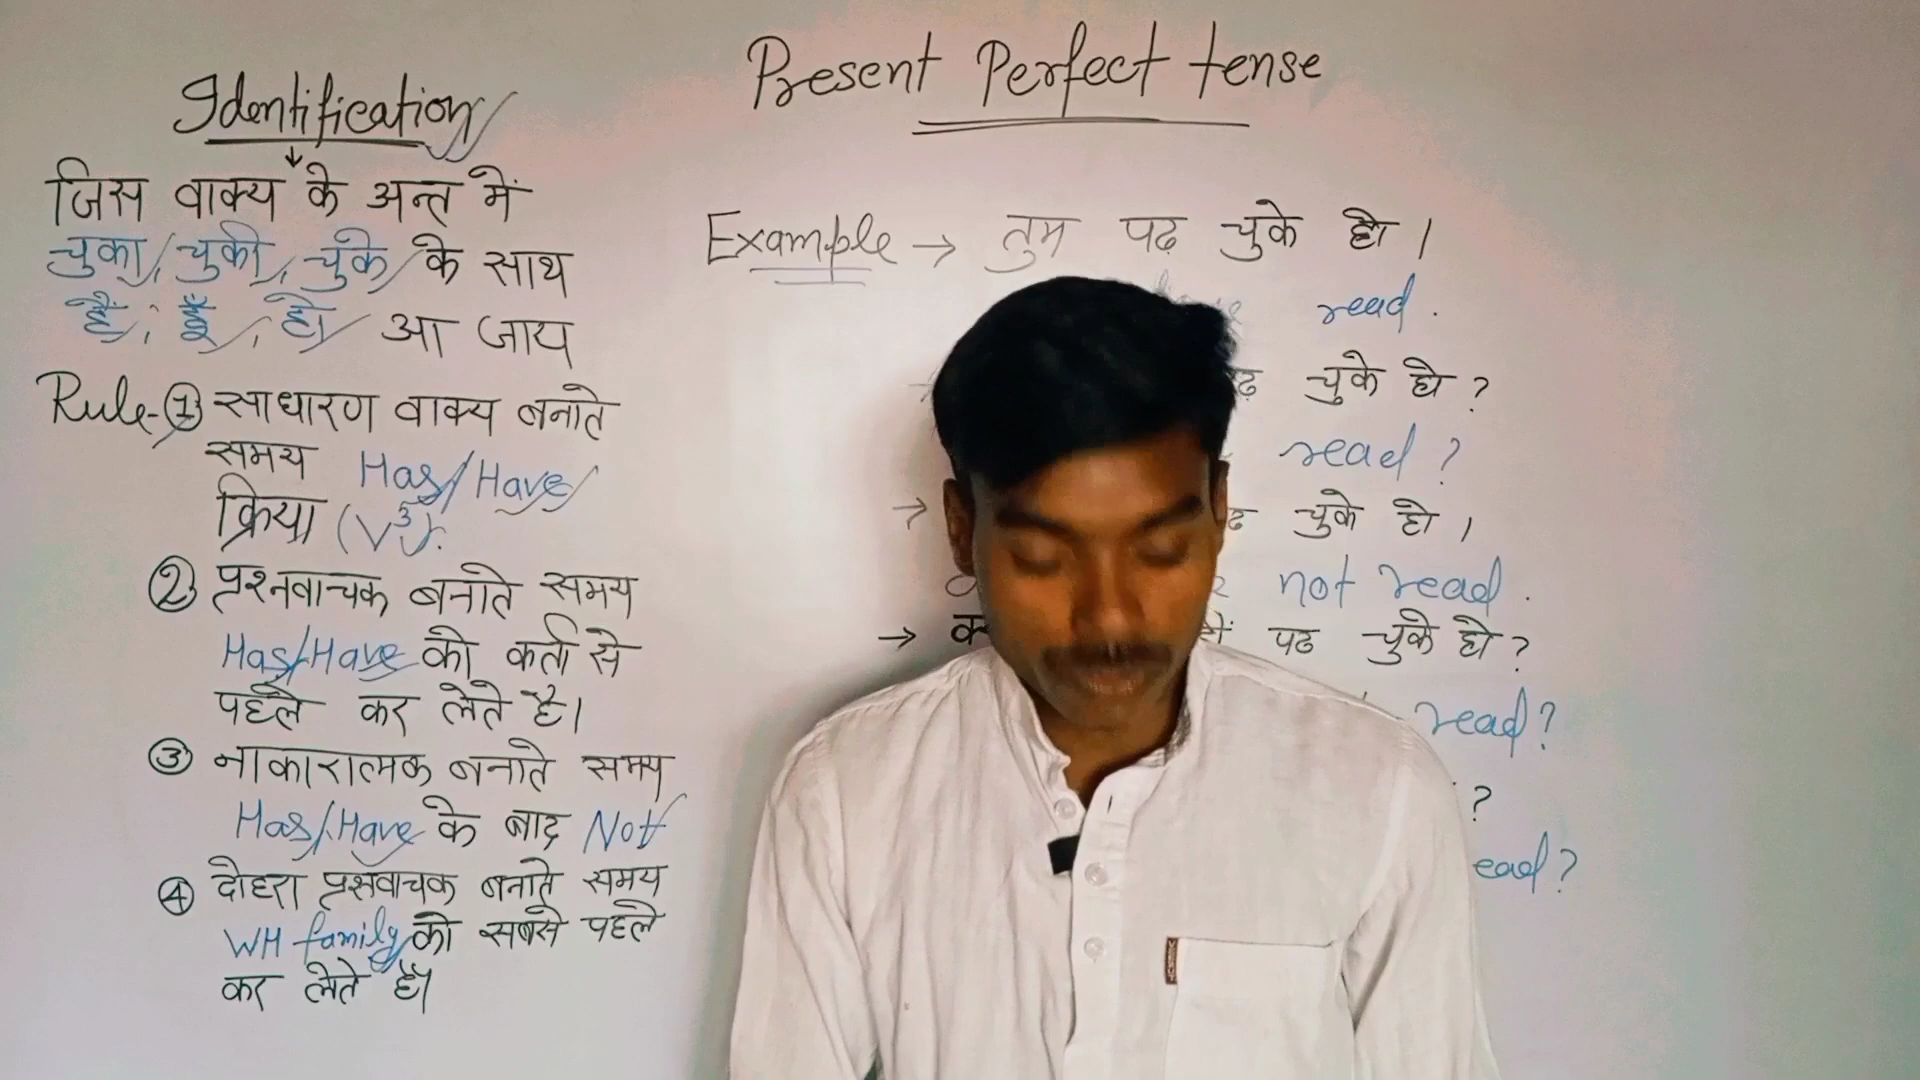 Present Perfect tense
Identification
जिस वाक्य के अन्त में
चुका, चुकी, चुके के साथ
हैं, हूँ, हो आ जाय
Rule-① साधारण वाक्य बनाते
समय Has/Have
क्रिया (V³).
② प्रश्नवाचक बनाते समय
Has/Have को कर्ता से
पहले कर लेते है।
③ नाकारात्मक बनाते समय
Has/Have के बाद Not
④ दोहरा प्रश्नवाचक बनाते समय
WH family को सबसे पहले
कर लेते हैं।
Example → तुम पढ चुके हो।
read.
चुके हो?
read?
→ चुके हो।
not read.
→ पढ चुके हो?
read?
?